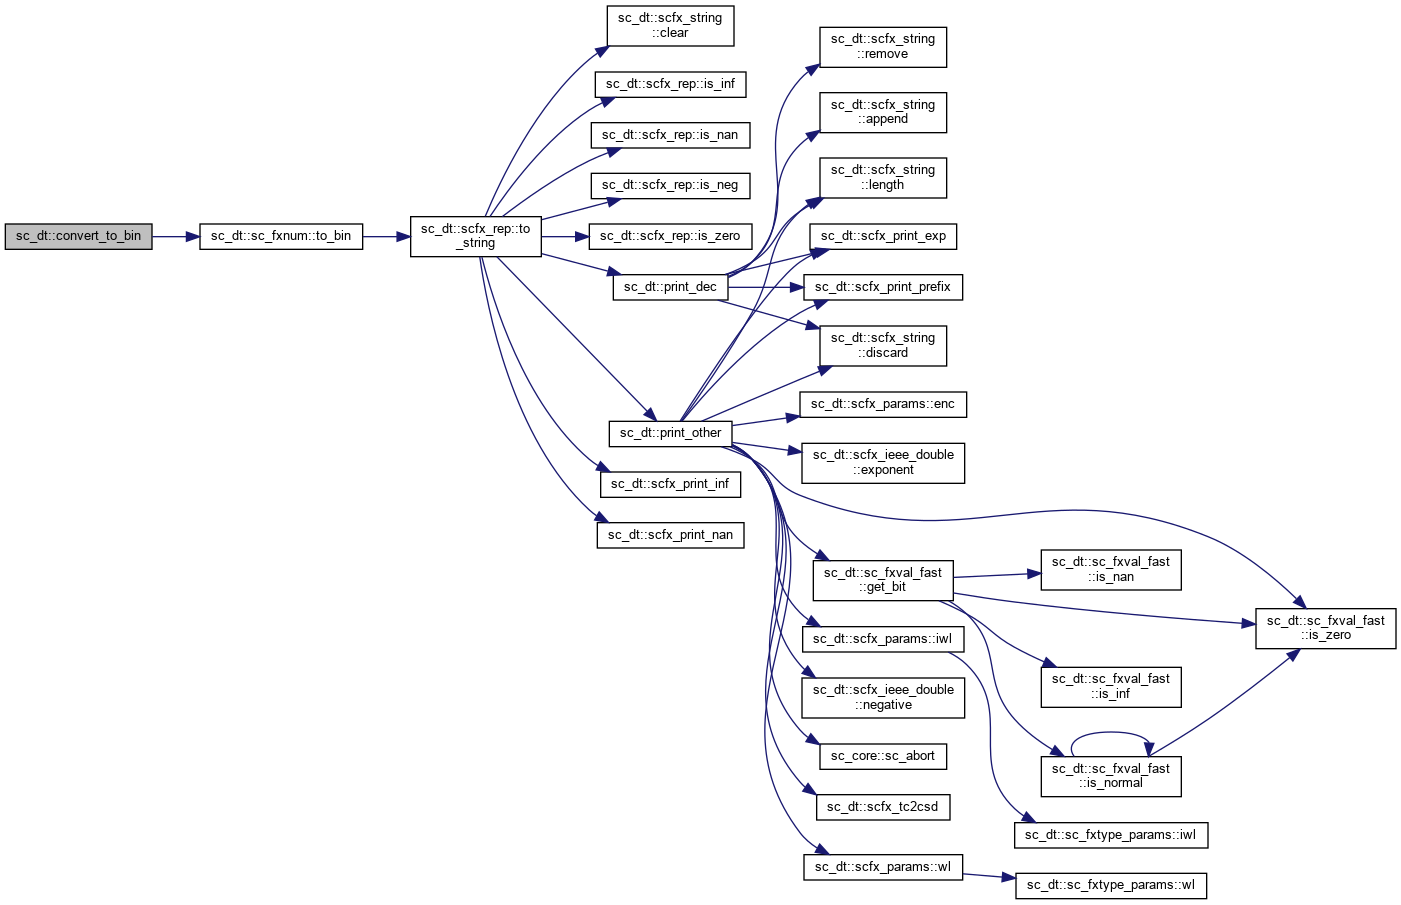 sc_dt::convert_to_bin
sc_dt::sc_fxnum::to_bin
sc_dt::scfx_rep::to
_string
sc_dt::scfx_string
::clear
sc_dt::scfx_rep::is_inf
sc_dt::scfx_rep::is_nan
sc_dt::scfx_rep::is_neg
sc_dt::scfx_rep::is_zero
sc_dt::print_dec
sc_dt::print_other
sc_dt::scfx_print_inf
sc_dt::scfx_print_nan
sc_dt::scfx_string
::remove
sc_dt::scfx_string
::append
sc_dt::scfx_string
::length
sc_dt::scfx_print_exp
sc_dt::scfx_print_prefix
sc_dt::scfx_string
::discard
sc_dt::scfx_params::enc
sc_dt::scfx_ieee_double
::exponent
sc_dt::sc_fxval_fast
::get_bit
sc_dt::scfx_params::iwl
sc_dt::scfx_ieee_double
::negative
sc_core::sc_abort
sc_dt::scfx_tc2csd
sc_dt::scfx_params::wl
sc_dt::sc_fxval_fast
::is_nan
sc_dt::sc_fxval_fast
::is_inf
sc_dt::sc_fxval_fast
::is_normal
sc_dt::sc_fxtype_params::iwl
sc_dt::sc_fxtype_params::wl
sc_dt::sc_fxval_fast
::is_zero